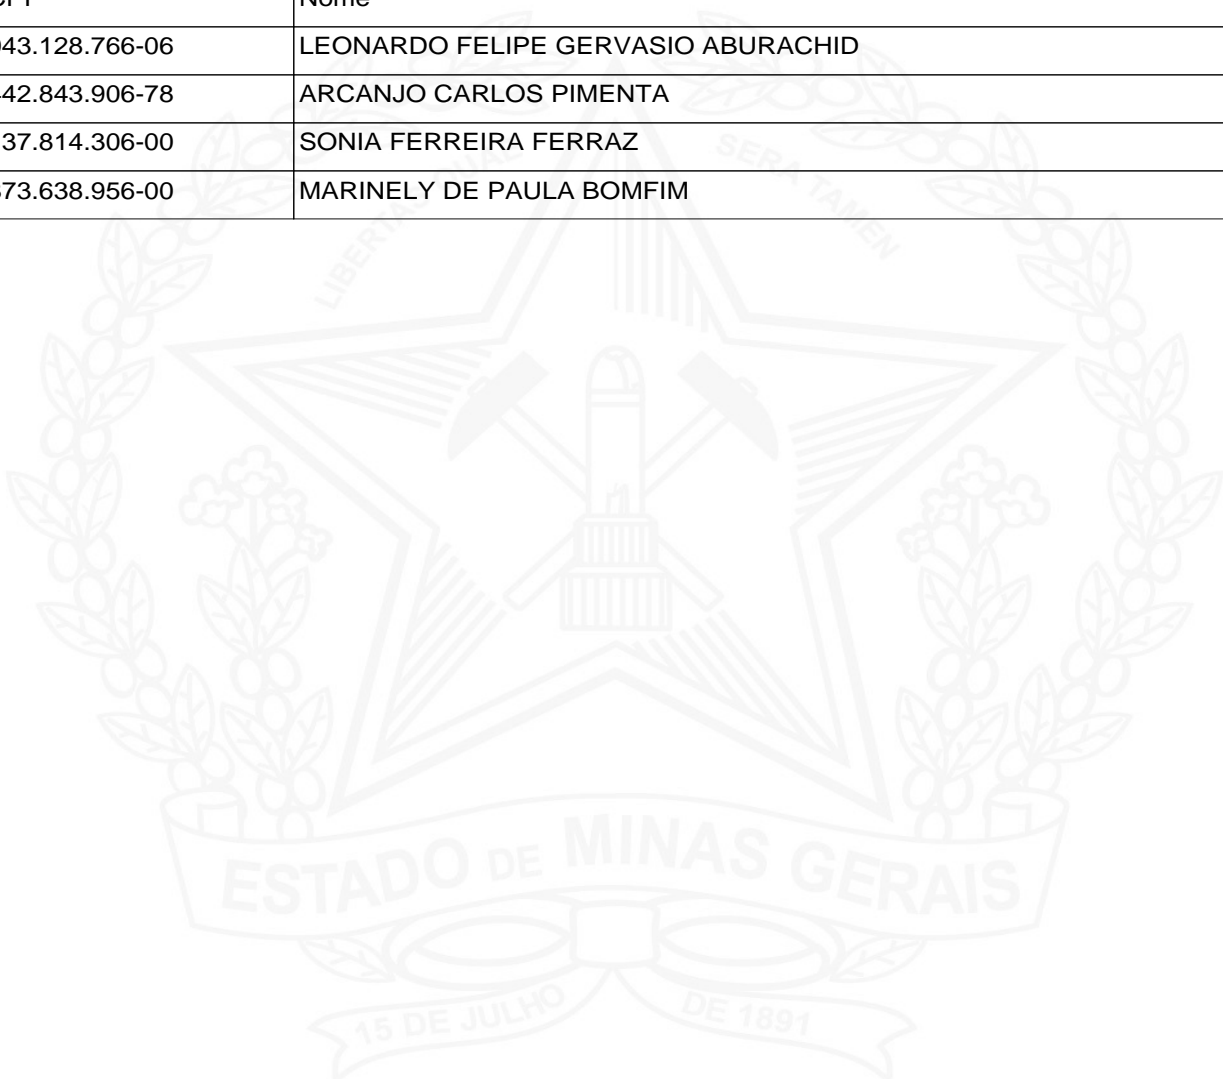 Nome
43.128.766-06 LEONARDO FELIPE GERVASIO ABURACHID
42.843.906-78 ARCANJO CARLOS PIMENTA
37.814.306-00 SONIA FERREIRA FERRAZ
73.638.956-00 MARINELY DE PAULA BOMFIM
LIBERTAS QUAE SERA TAMEN
ESTADO DE MINAS GERAIS
15 DE JULHO DE 1891